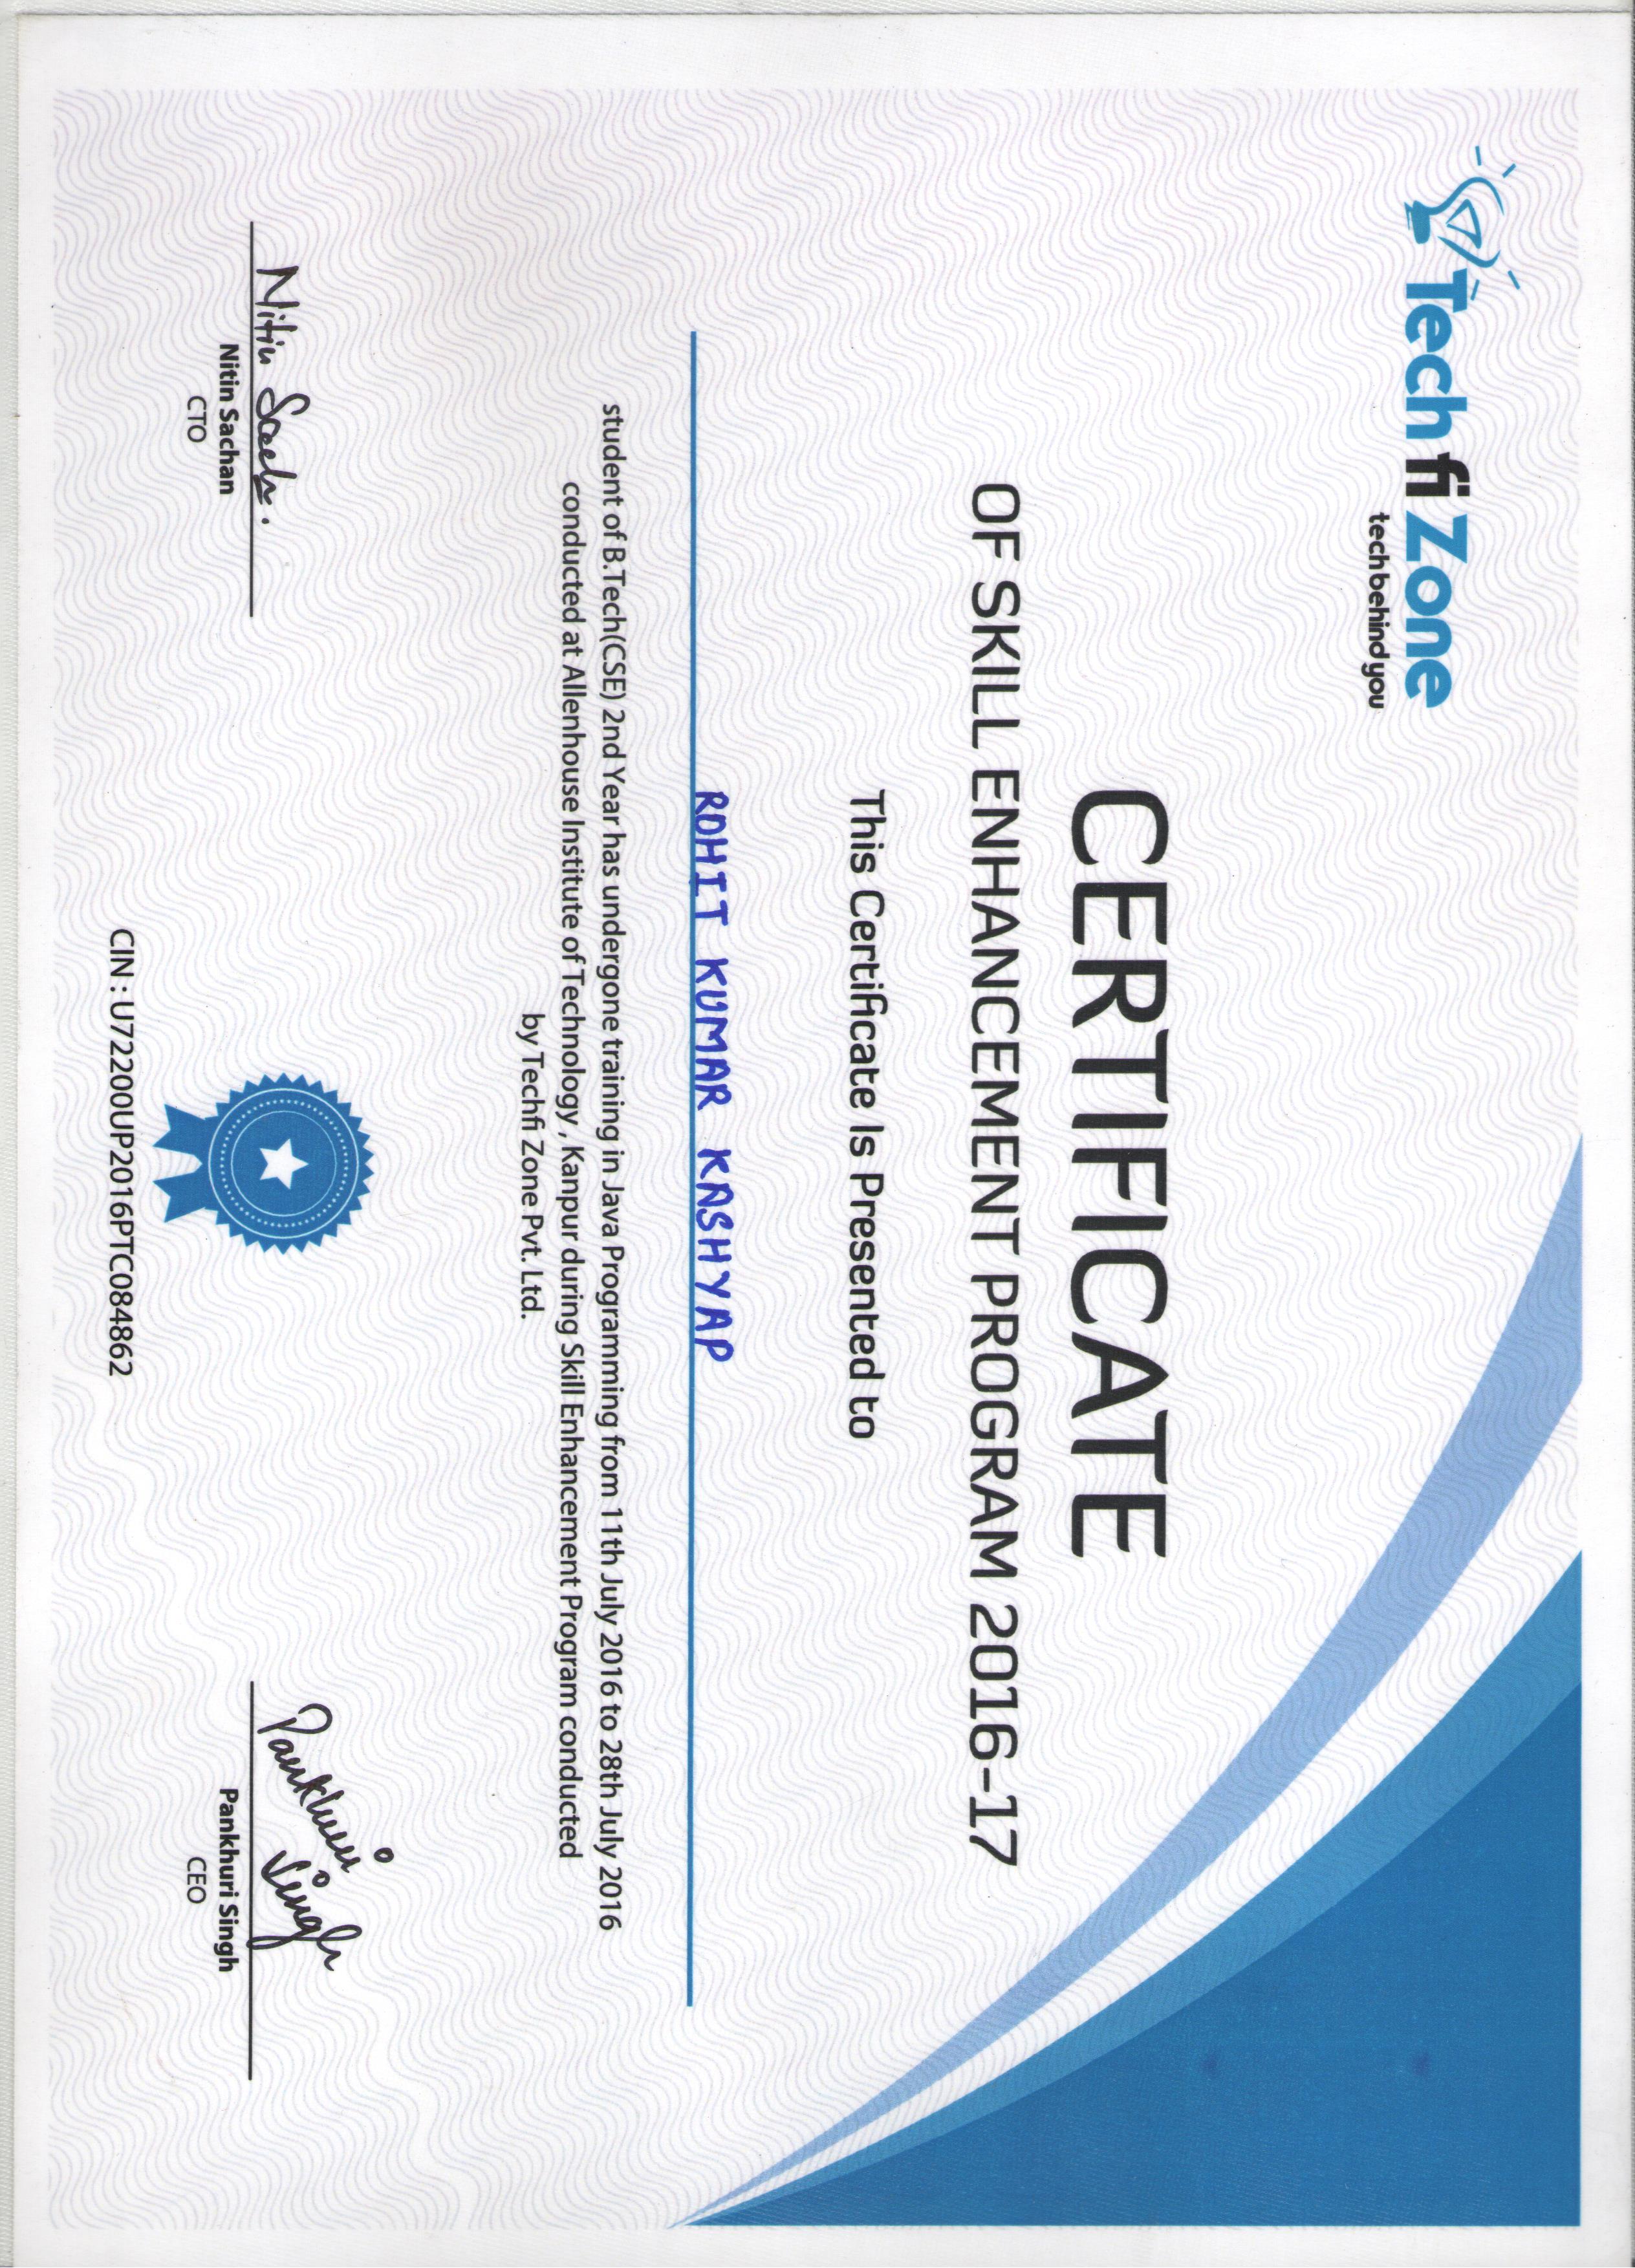 Tech fi Zone
tech behind you
CERTIFICATE
OF SKILL ENHANCEMENT PROGRAM 2016-17
This Certificate Is Presented to
ROHIT KUMAR KASHYAP
student of B.Tech(CSE) 2nd Year has undergone training in Java Programming from 11th July 2016 to 28th July 2016
conducted at Allenhouse Institute of Technology , Kanpur during Skill Enhancement Program conducted
by Techfi Zone Pvt. Ltd.
Nitin Sach.
Nitin Sachan
CTO
Pankhuri
Singh
Pankhuri Singh
CEO
CIN : U72200UP2016PTC084862